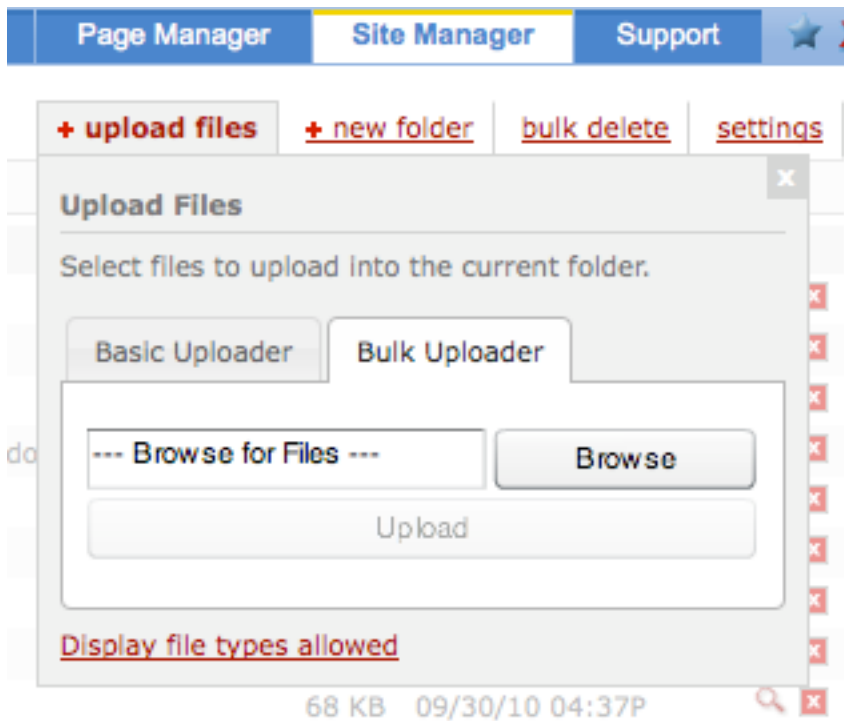 Page Manager Site Manager Support
+ upload files + new folder bulk delete settings
x
Upload Files
Select files to upload into the current folder.
Basic Uploader Bulk Uploader
do
--- Browse for Files --- Browse
Upload
Display file types allowed
68 KB 09/30/10 04:37P